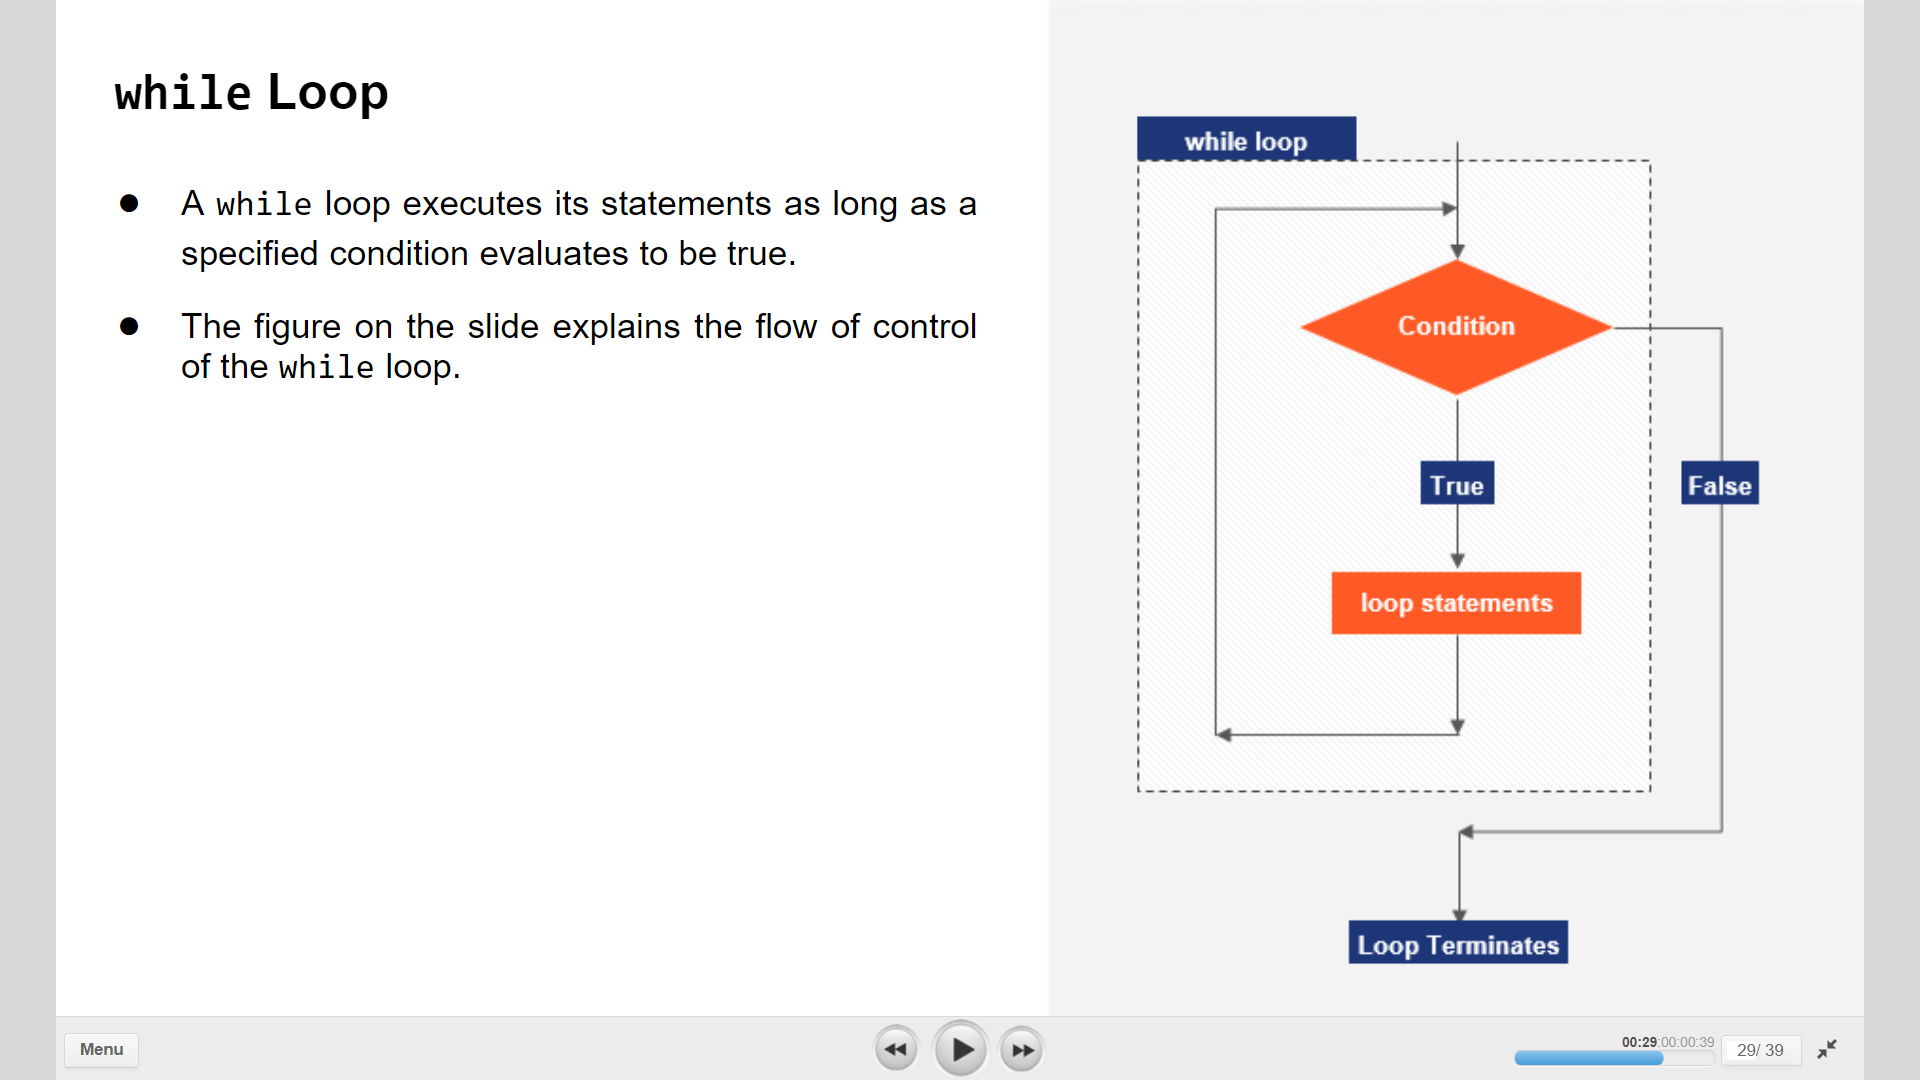 while Loop
● A while loop executes its statements as long as a
specified condition evaluates to be true.
● The figure on the slide explains the flow of control
of the while loop.
while loop
Condition
True
False
loop statements
Loop Terminates
Menu
00:29:00:00:39
29/ 39